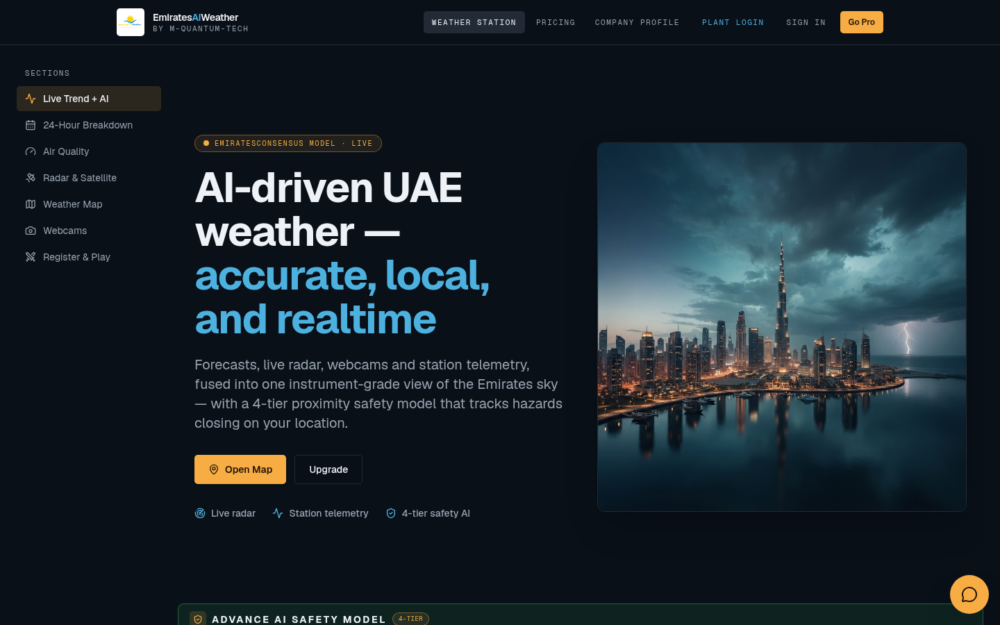 EmiratesAIWeather
BY M-QUANTUM-TECH
WEATHER STATION
PRICING
COMPANY PROFILE
PLANT LOGIN
SIGN IN
Go Pro
SECTIONS
Live Trend + AI
24-Hour Breakdown
Air Quality
Radar & Satellite
Weather Map
Webcams
Register & Play
EMIRATESCONSENSUS MODEL · LIVE
AI-driven UAE
weather —
accurate, local,
and realtime
Forecasts, live radar, webcams and station telemetry,
fused into one instrument-grade view of the Emirates sky
— with a 4-tier proximity safety model that tracks hazards
closing on your location.
Open Map
Upgrade
Live radar
Station telemetry
4-tier safety AI
ADVANCE AI SAFETY MODEL
4-TIER